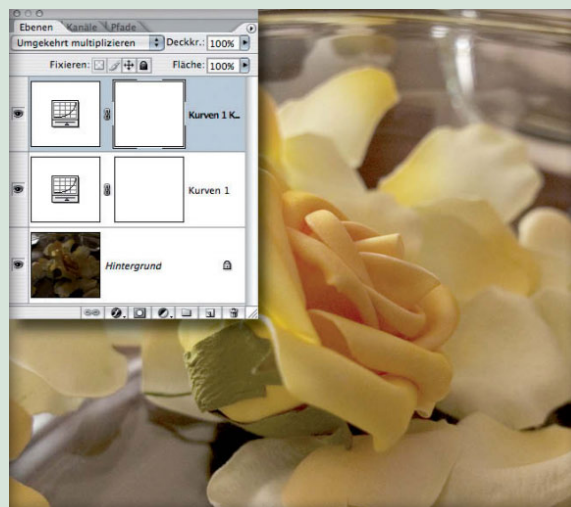 Ebenen Kanäle Pfade
Umgekehrt multiplizieren Deckkr.: 100%
Fixieren: Fläche: 100%
Kurven 1 K...
Kurven 1
Hintergrund